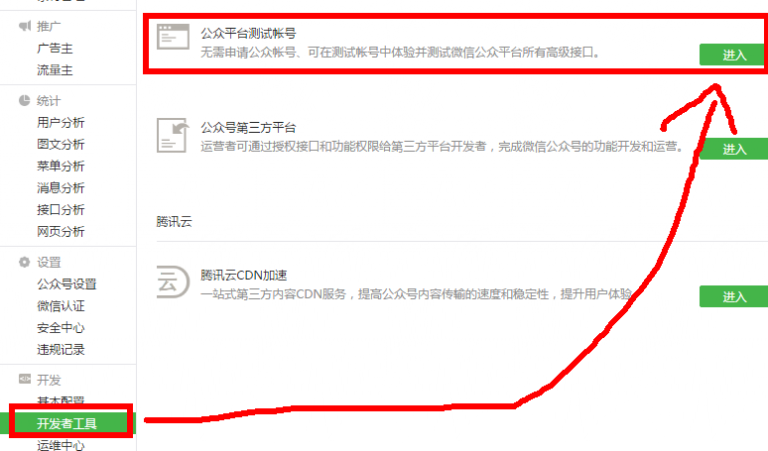 推广
广告主
流量主
统计
用户分析
图文分析
菜单分析
消息分析
接口分析
网页分析
设置
公众号设置
微信认证
安全中心
违规记录
开发
基本配置
开发者工具
运维中心
公众平台测试帐号
无需申请公众帐号、可在测试帐号中体验并测试微信公众平台所有高级接口。
进入
公众号第三方平台
运营者可通过授权接口和功能权限给第三方平台开发者，完成微信公众号的功能开发和运营。
进入
腾讯云
云
腾讯云CDN加速
一站式第三方内容CDN服务，提高公众号内容传输的速度和稳定性，提升用户体验
进入